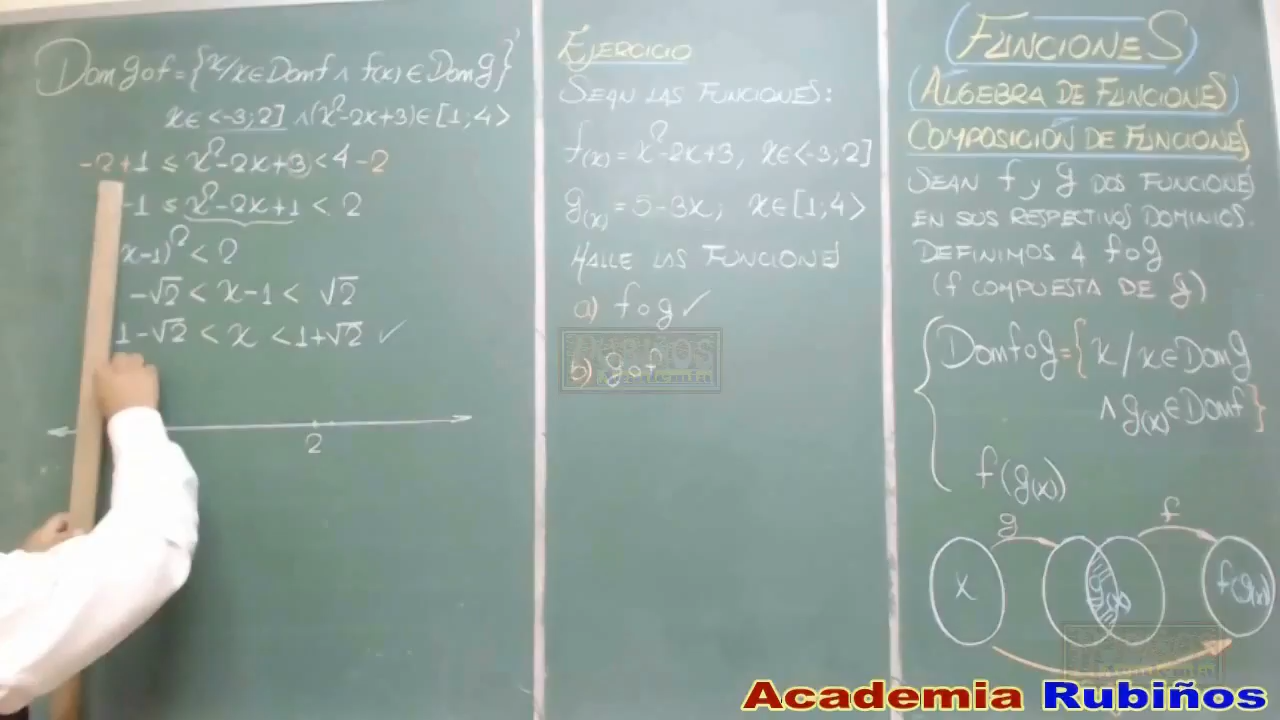 Dom gof = {x/x∈Domf ∧ f(x) ∈ Domg}
x∈ <-3;2] ∧ (x²-2x+3)∈[1;4>
-2+1 ≤ x²-2x+3 < 4-2
-1 ≤ x²-2x+1 < 2
x-1)² < 2
-√2 < x-1 < √2
1-√2 < x < 1+√2 ✓
2
EJERCICIO
SEAN LAS FUNCIONES:
f(x) = x²-2x+3, x∈<-3;2]
g(x) = 5-3x; x∈[1;4>
HALLE LAS FUNCIONES
a) fog ✓
b) gof
(FUNCIONES)
(ÁLGEBRA DE FUNCIONES)
COMPOSICIÓN DE FUNCIONES
SEAN f y g DOS FUNCIONES
EN SUS RESPECTIVOS DOMINIOS.
DEFINIMOS A fog
(f COMPUESTA DE g)
Domfog={x/x∈Domg
∧ g(x)∈Domf}
f(g(x))
g f
x g(x) f(g(x))
Academia Rubiños